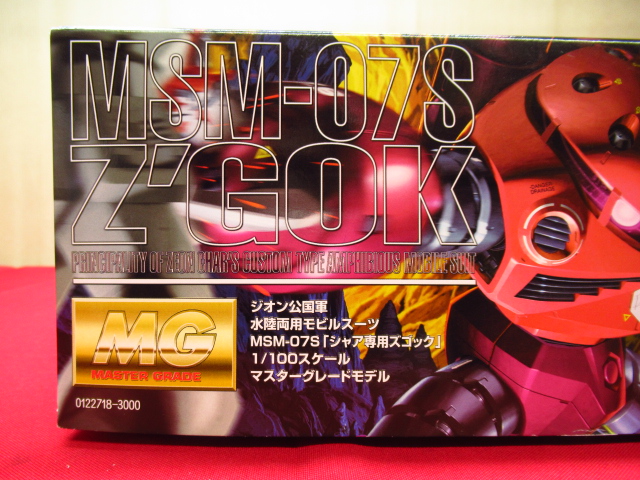 MSM-07S
Z'GOK
PRINCIPALITY OF ZEON CHAR'S CUSTOM-TYPE AMPHIBIOUS MOBILE SUIT
MG
MASTER GRADE
ジオン公国軍
水陸両用モビルスーツ
MSM-07S「シャア専用ズゴック」
1/100スケール
マスターグレードモデル
0122718-3000